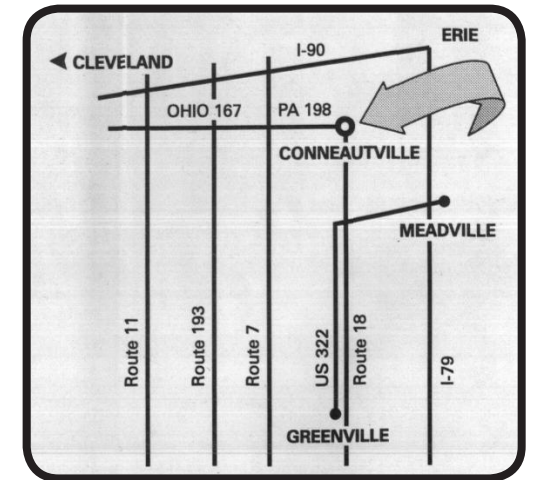 ERIE
I-90
CLEVELAND
OHIO 167
PA 198
CONNEAUTVILLE
MEADVILLE
Route 11
Route 193
Route 7
US 322
Route 18
I-79
GREENVILLE